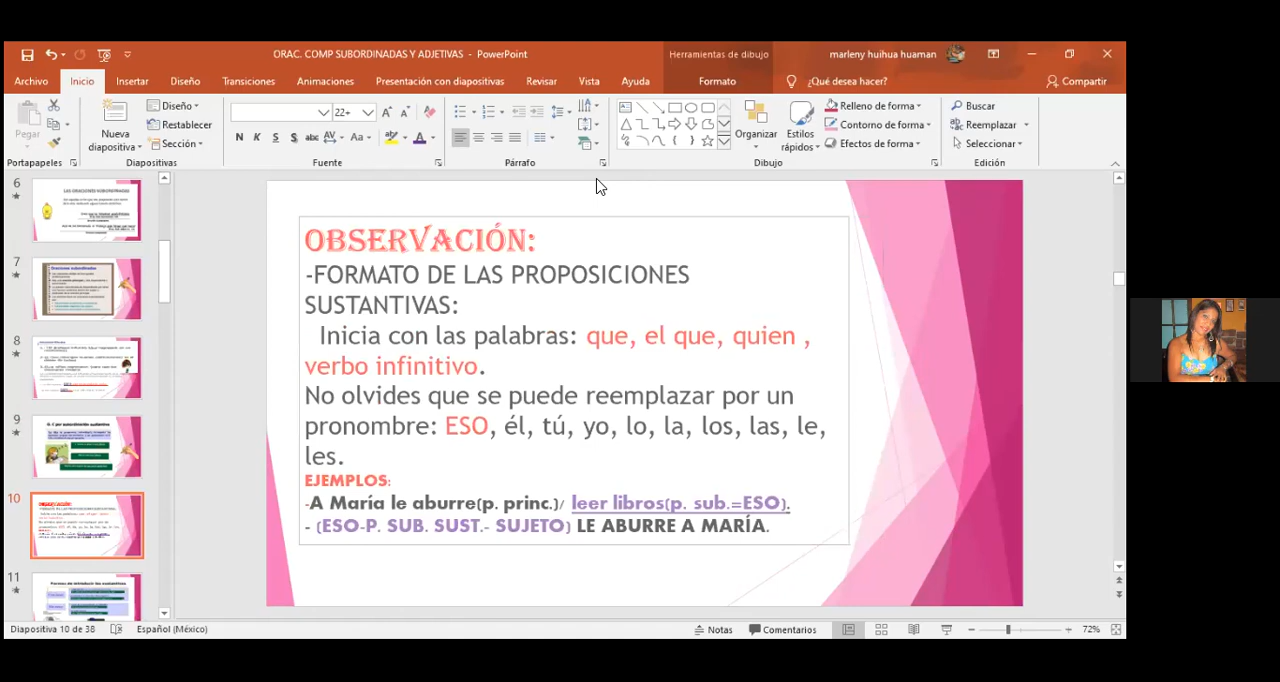 ORAC. COMP SUBORDINADAS Y ADJETIVAS - PowerPoint
Herramientas de dibujo
marleny huihua huaman
Archivo Inicio Insertar Diseño Transiciones Animaciones Presentación con diapositivas Revisar Vista Ayuda Formato ¿Qué desea hacer? Compartir
Pegar
Nueva diapositiva
Diseño
Restablecer
Sección
22+
N K S S abc AV Aa A
Organizar
Estilos rápidos
Relleno de forma
Contorno de forma
Efectos de forma
Buscar
Reemplazar
Seleccionar
Portapapeles Diapositivas Fuente Párrafo Dibujo Edición
6
7
8
9
10
11
OBSERVACIÓN:
-FORMATO DE LAS PROPOSICIONES
SUSTANTIVAS:
Inicia con las palabras: que, el que, quien ,
verbo infinitivo.
No olvides que se puede reemplazar por un
pronombre: ESO, él, tú, yo, lo, la, los, las, le,
les.
EJEMPLOS:
-A María le aburre(p. princ.)/ leer libros(p. sub.=ESO).
- (ESO-P. SUB. SUST.- SUJETO) LE ABURRE A MARÍA.
Diapositiva 10 de 38 Español (México) Notas Comentarios 72%